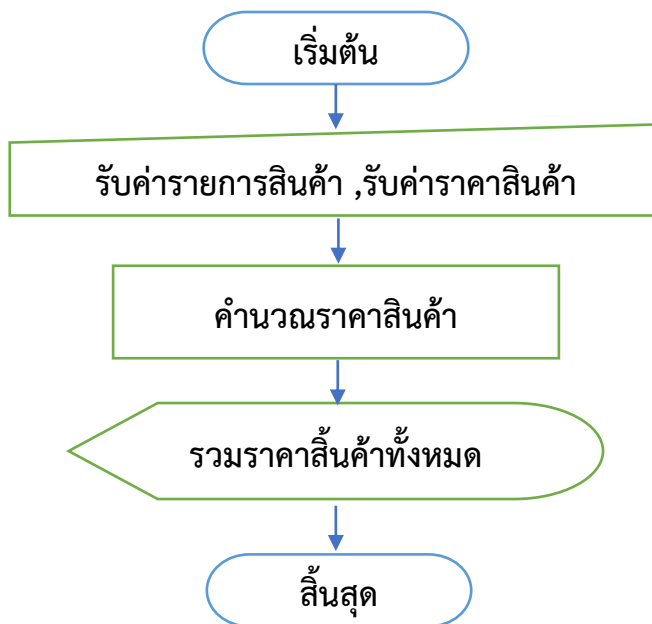 เริ่มต้น
รับค่ารายการสินค้า ,รับค่าราคาสินค้า
คำนวณราคาสินค้า
รวมราคาสิ้นค้าทั้งหมด
สิ้นสุด